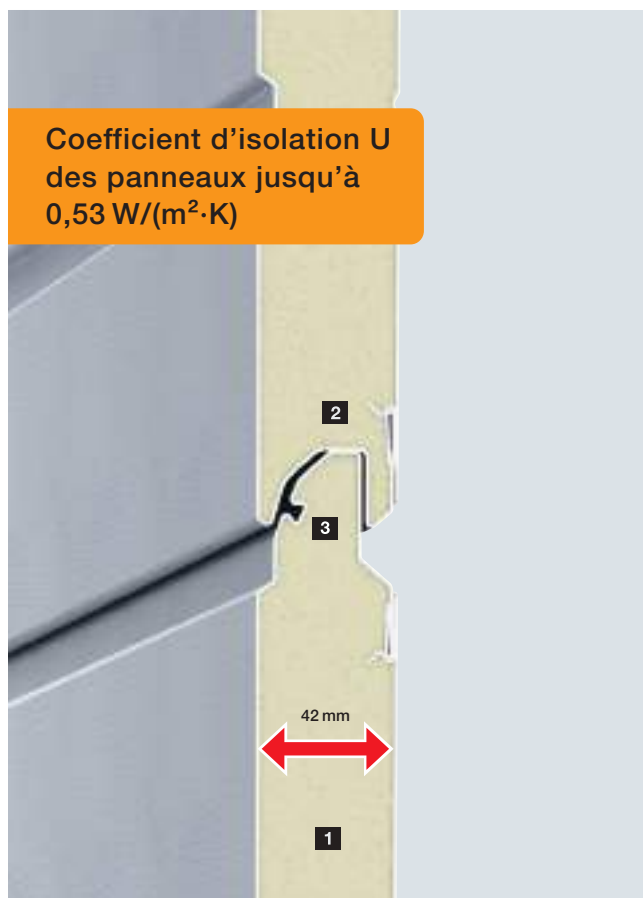 Coefficient d’isolation U
des panneaux jusqu’à
0,53 W/(m²·K)
2
3
42 mm
1